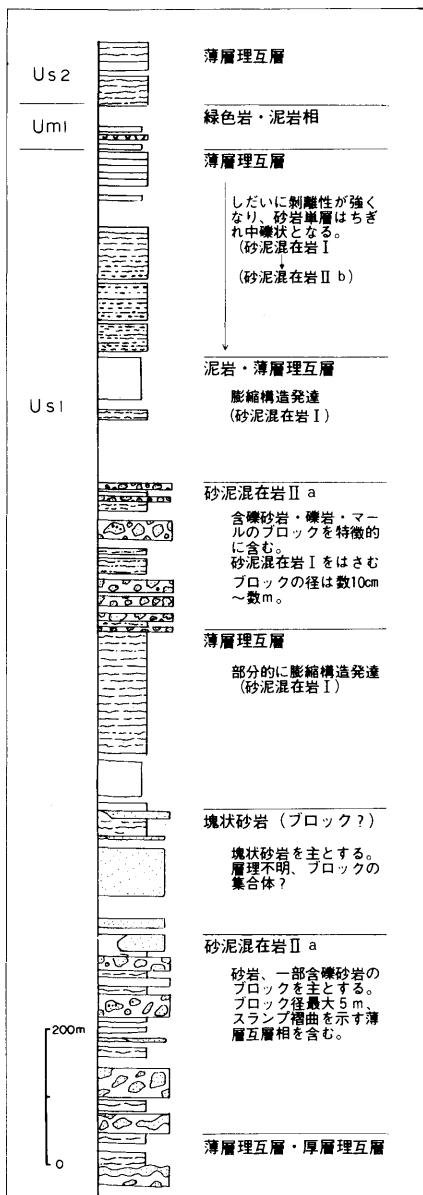 薄層理互層
Us2
緑色岩・泥岩相
Um1
薄層理互層
しだいに剝離性が強く
なり、砂岩単層はちぎ
れ中礫状となる。
(砂泥混在岩Ⅰ
(砂泥混在岩Ⅱb)
泥岩・薄層理互層
膨縮構造発達
(砂泥混在岩Ⅰ)
Us1
砂泥混在岩Ⅱa
含礫砂岩・礫岩・マー
ルのブロックを特徴的
に含む。
砂泥混在岩Ⅰをはさむ
ブロックの径は数10cm
~数m。
薄層理互層
部分的に膨縮構造発達
(砂泥混在岩Ⅰ)
塊状砂岩(ブロック?)
塊状砂岩を主とする。
層理不明、ブロックの
集合体?
砂泥混在岩Ⅱa
砂岩、一部含礫砂岩の
ブロックを主とする。
ブロック径最大5m、
スランプ褶曲を示す薄
層互層相を含む。
200m
0
薄層理互層・厚層理互層